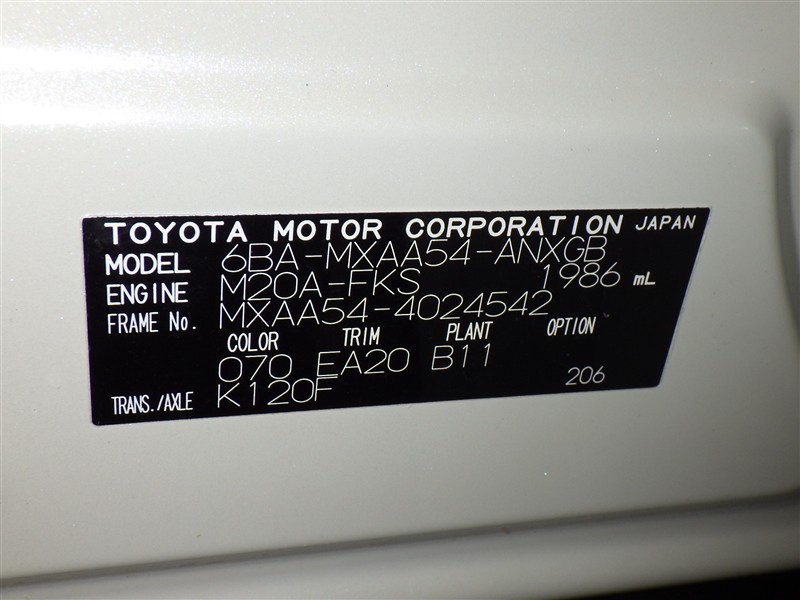 TOYOTA MOTOR CORPORATION JAPAN
MODEL 6BA-MXAA54-ANXGB
ENGINE M20A-FKS 1986 mL
FRAME No. MXAA54-4024542
COLOR TRIM PLANT OPTION
070 EA20 B11
TRANS./AXLE K120F 206